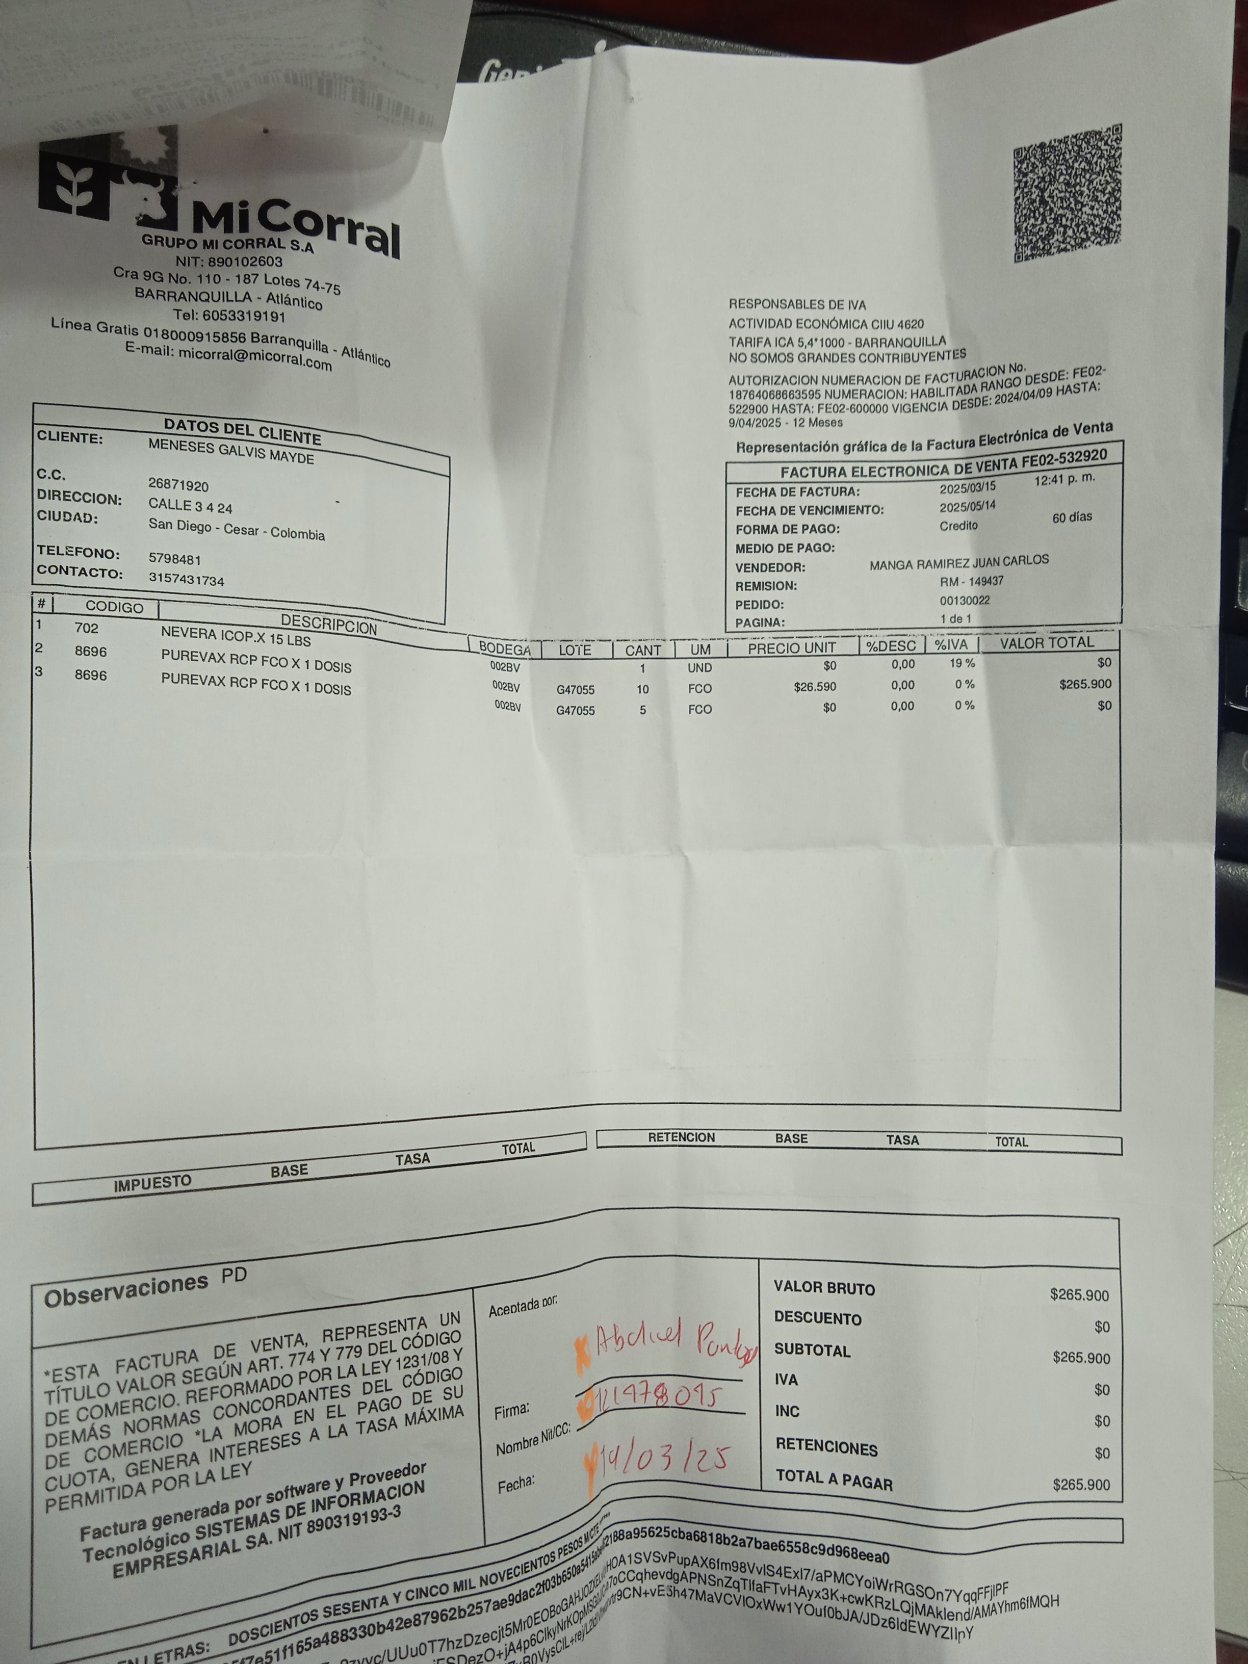 Mi Corral
GRUPO MI CORRAL S.A
NIT: 890102603
Cra 9G No. 110 - 187 Lotes 74-75
BARRANQUILLA - Atlántico
Tel: 6053319191
Línea Gratis 018000915856 Barranquilla - Atlántico
E-mail: micorral@micorral.com
RESPONSABLES DE IVA
ACTIVIDAD ECONÓMICA CIIU 4620
TARIFA ICA 5,4*1000 - BARRANQUILLA
NO SOMOS GRANDES CONTRIBUYENTES
AUTORIZACION NUMERACION DE FACTURACION No.
18764068663595 NUMERACION: HABILITADA RANGO DESDE: FE02-
522900 HASTA: FE02-600000 VIGENCIA DESDE: 2024/04/09 HASTA:
9/04/2025 - 12 Meses
Representación gráfica de la Factura Electrónica de Venta
DATOS DEL CLIENTE
CLIENTE: MENESES GALVIS MAYDE
C.C. 26871920
DIRECCION: CALLE 3 4 24
CIUDAD: San Diego - Cesar - Colombia
TELEFONO: 5798481
CONTACTO: 3157431734
FACTURA ELECTRONICA DE VENTA FE02-532920
FECHA DE FACTURA: 2025/03/15 12:41 p. m.
FECHA DE VENCIMIENTO: 2025/05/14
FORMA DE PAGO: Credito 60 días
MEDIO DE PAGO:
VENDEDOR: MANGA RAMIREZ JUAN CARLOS
REMISION: RM - 149437
PEDIDO: 00130022
PAGINA: 1 de 1
# CODIGO DESCRIPCION BODEGA LOTE CANT UM PRECIO UNIT %DESC %IVA VALOR TOTAL
1 702 NEVERA ICOP.X 15 LBS 002BV 1 UND $0 0,00 19 % $0
2 8696 PUREVAX RCP FCO X 1 DOSIS 002BV G47055 10 FCO $26.590 0,00 0 % $265.900
3 8696 PUREVAX RCP FCO X 1 DOSIS 002BV G47055 5 FCO $0 0,00 0 % $0
IMPUESTO BASE TASA TOTAL
RETENCION BASE TASA TOTAL
Observaciones PD
*ESTA FACTURA DE VENTA, REPRESENTA UN
TÍTULO VALOR SEGÚN ART. 774 Y 779 DEL CÓDIGO
DE COMERCIO. REFORMADO POR LA LEY 1231/08 Y
DEMÁS NORMAS CONCORDANTES DEL CÓDIGO
DE COMERCIO *LA MORA EN EL PAGO DE SU
CUOTA, GENERA INTERESES A LA TASA MÁXIMA
PERMITIDA POR LA LEY
Factura generada por software y Proveedor
Tecnológico SISTEMAS DE INFORMACION
EMPRESARIAL SA. NIT 890319193-3
Aceptada por:
Firma:
Nombre Nit/CC:
Fecha: 19/03/25
VALOR BRUTO $265.900
DESCUENTO $0
SUBTOTAL $265.900
IVA $0
INC $0
RETENCIONES $0
TOTAL A PAGAR $265.900
LETRAS: DOSCIENTOS SESENTA Y CINCO MIL NOVECIENTOS PESOS MCTE